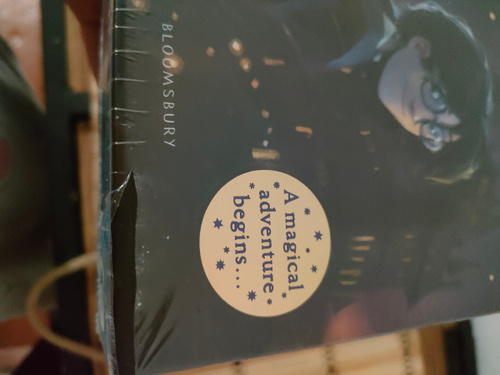 BLOOMSBURY
A magical
adventure
begins...